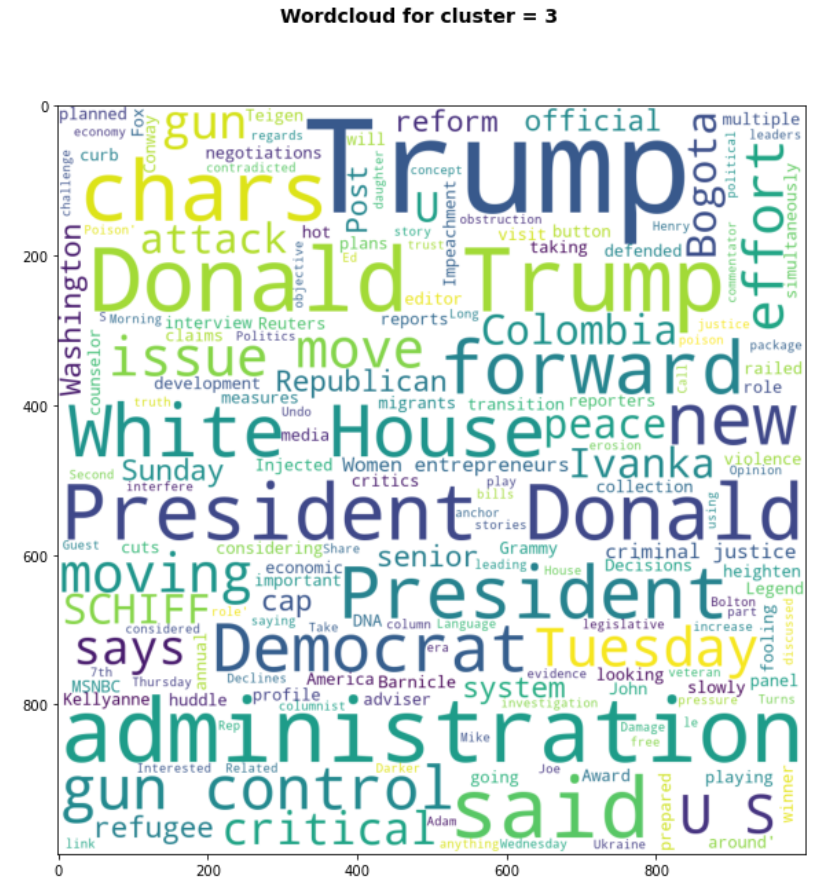 Wordcloud for cluster = 3
0
planned Fox gun Teigen Trump reform official Bogota multiple
economy Conway regards will leaders
curb negotiations Post daughter concept political effort
challenge chars contradicted U Impeachment simultaneously
Poison' attack hot story trust obstruction visit button Henry
200
Washington objective plans Ed taking defended commentator
Donald Trump
editor
S Morning interview Reuters reports Long Colombia justice
counselor claims Politics poison package
issue move forward Call railed
development Republican role
measures
400
truth Undo migrants transition reporters new
White House peace
media erosion
Second Sunday Injected Women entrepreneurs Ivanka violence
interfere critics play Opinion
bills collection using
President Donald
anchor
stories
600
Guest cuts considering Share senior Grammy criminal justice
moving economic leading House Decisions heighten
important President Legend
SCHIFF role' cap Bolton
saying Take DNA column Language legislative part increase fooling discussed
says considered annual Democrat era Tuesday
7th Thursday Declines America Barnicle evidence looking veteran panel
MSNBC profile system John slowly
Kellyanne huddle adviser pressure Turns
columnist investigation
800
administration
Rep Mike Damage le
free
Interested Related Darker going Joe Award playing
gun control said prepared U S winner
refugee critical Adam
link anything Wednesday Ukraine around'
0 200 400 600 800